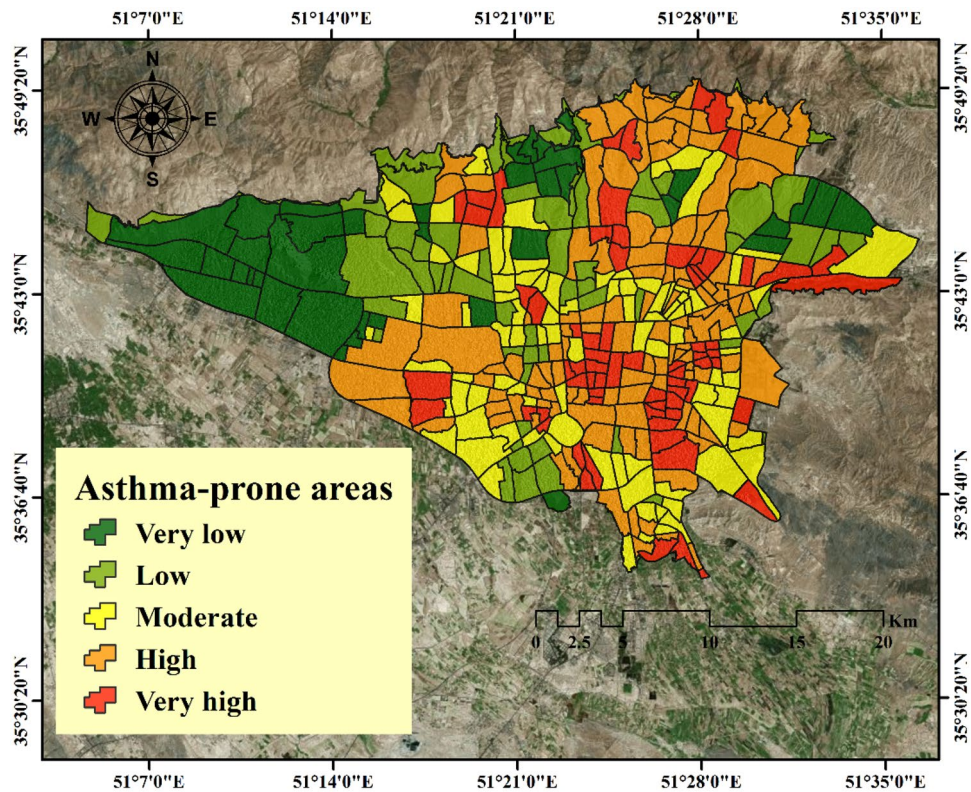 51°7'0"E 51°14'0"E 51°21'0"E 51°28'0"E 51°35'0"E
35°49'20"N 35°49'20"N
N
W E
S
35°43'0"N 35°43'0"N
35°36'40"N 35°36'40"N
Asthma-prone areas
Very low
Low
Moderate
High
Very high
Km
0 2.5 5 10 15 20
35°30'20"N 35°30'20"N
51°7'0"E 51°14'0"E 51°21'0"E 51°28'0"E 51°35'0"E